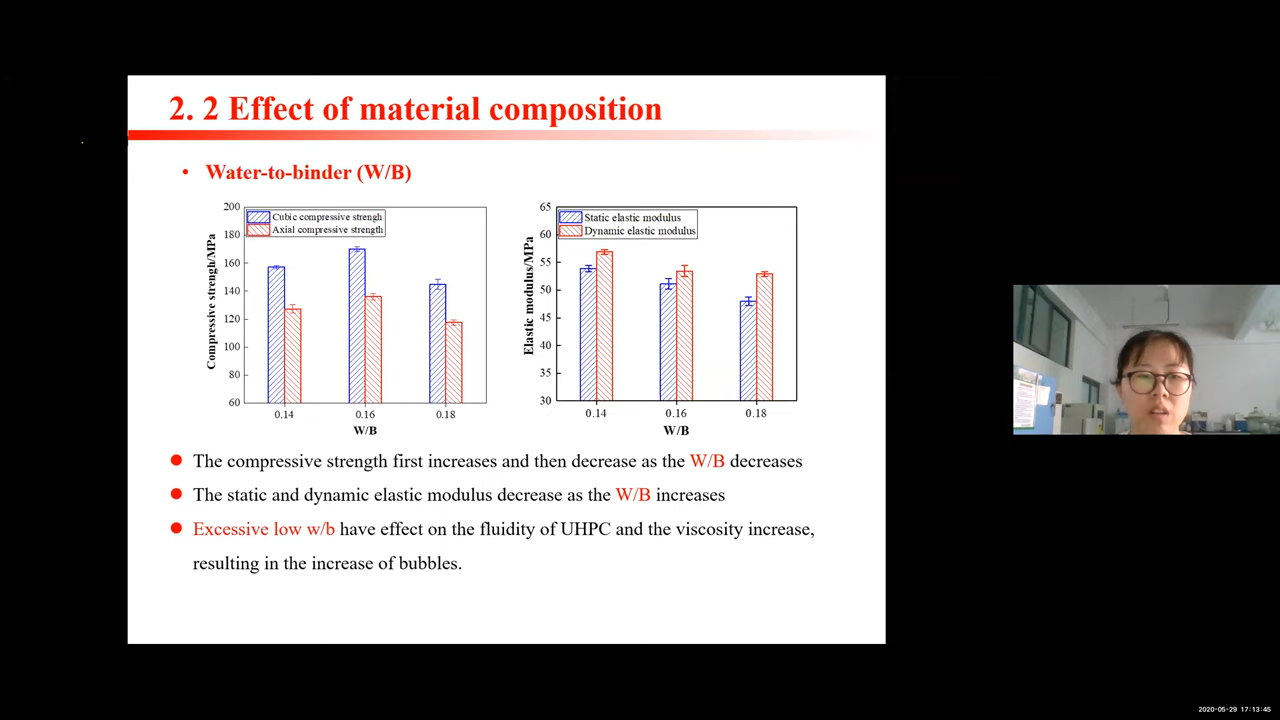 2. 2 Effect of material composition
• Water-to-binder (W/B)
200
180
160
140
120
100
80
60
Compressive strengh/MPa
Cubic compressive strengh
Axial compressive strength
0.14
0.16
0.18
W/B
65
60
55
50
45
40
35
30
Elastic modulus/MPa
Static elastic modulus
Dynamic elastic modulus
0.14
0.16
0.18
W/B
The compressive strength first increases and then decrease as the W/B decreases
The static and dynamic elastic modulus decrease as the W/B increases
Excessive low w/b have effect on the fluidity of UHPC and the viscosity increase,
resulting in the increase of bubbles.
2020-05-29 17:13:45